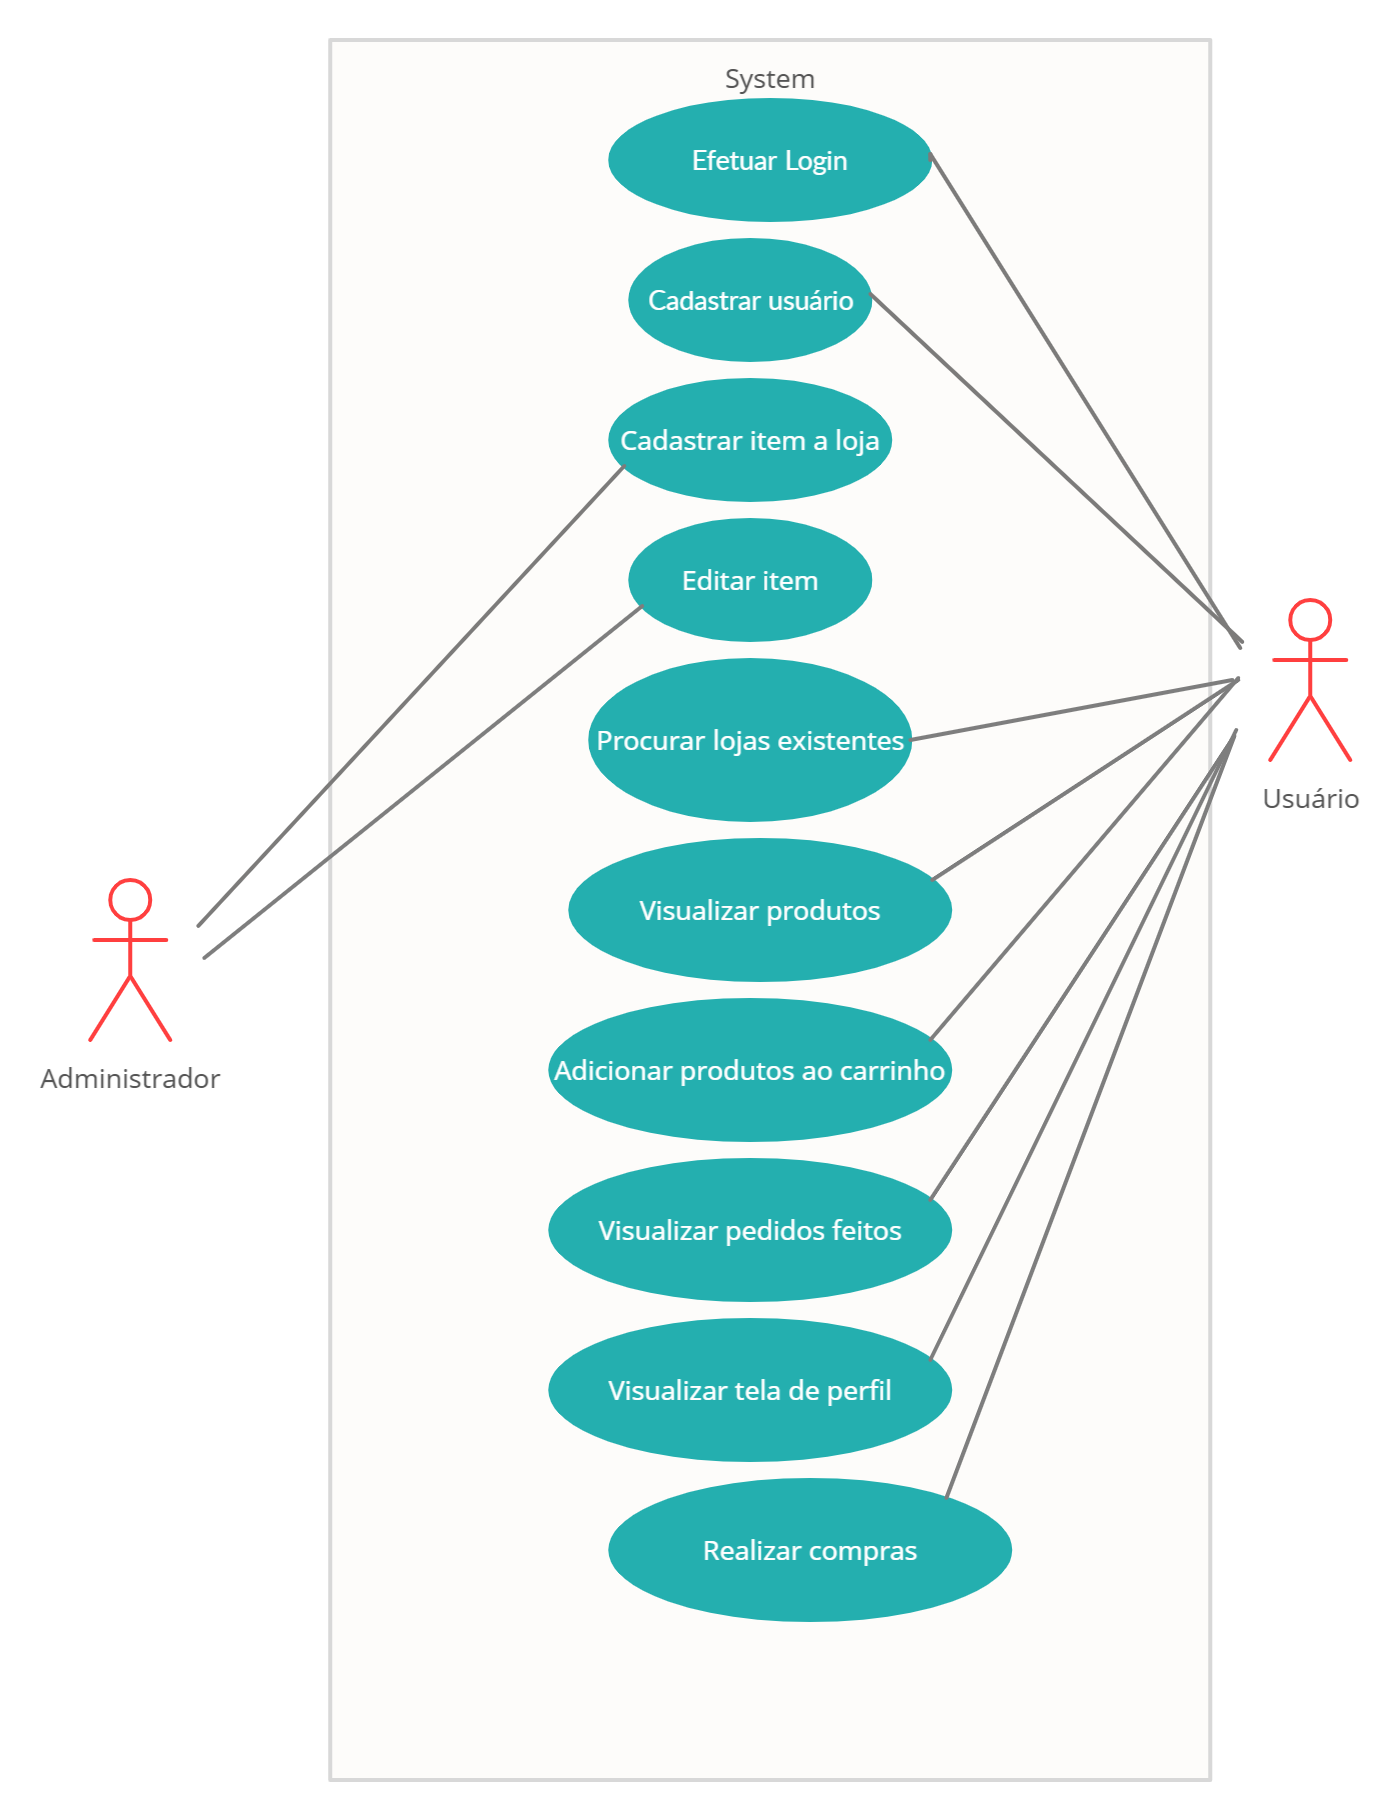 System
Efetuar Login
Cadastrar usuário
Cadastrar item a loja
Editar item
Procurar lojas existentes
Usuário
Visualizar produtos
Administrador
Adicionar produtos ao carrinho
Visualizar pedidos feitos
Visualizar tela de perfil
Realizar compras